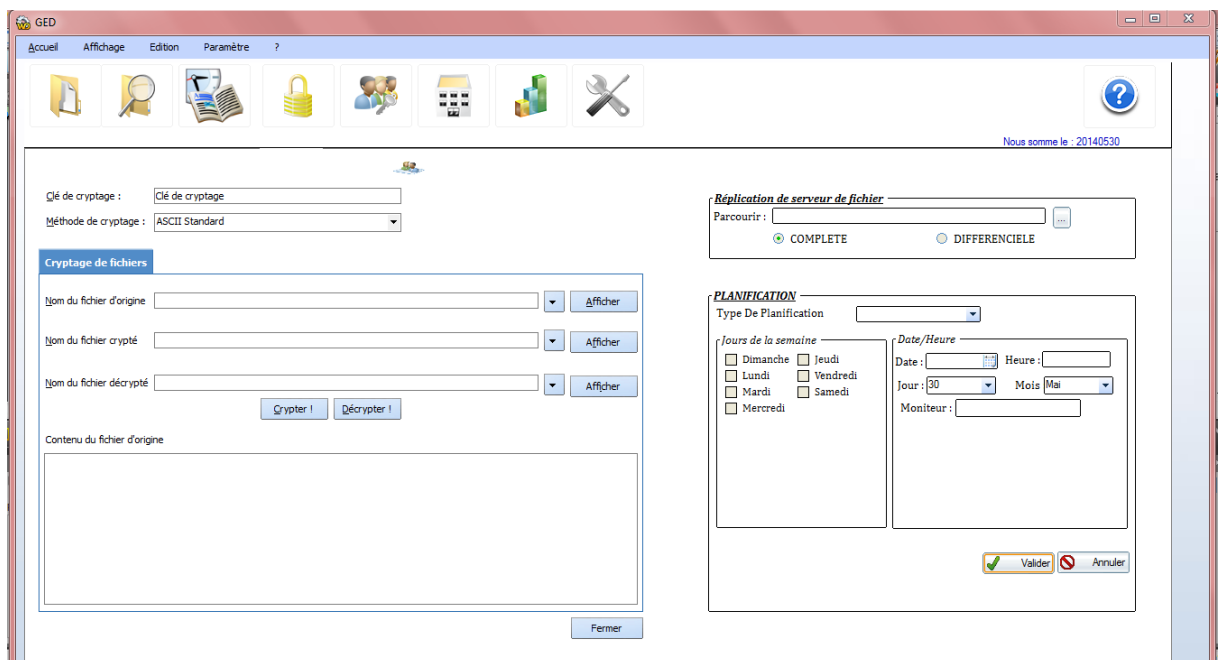 GED
Accueil Affichage Edition Paramètre ?
Nous somme le : 20140530
Clé de cryptage : Clé de cryptage
Méthode de cryptage : ASCII Standard
Cryptage de fichiers
Nom du fichier d'origine Afficher
Nom du fichier crypté Afficher
Nom du fichier décrypté Afficher
Crypter ! Décrypter !
Contenu du fichier d'origine
Fermer
Réplication de serveur de fichier
Parcourir : ...
COMPLETE DIFFERENCIELE
PLANIFICATION
Type De Planification
Jours de la semaine
Dimanche Jeudi
Lundi Vendredi
Mardi Samedi
Mercredi
Date/Heure
Date : Heure :
Jour : 30 Mois Mai
Moniteur :
Valider Annuler